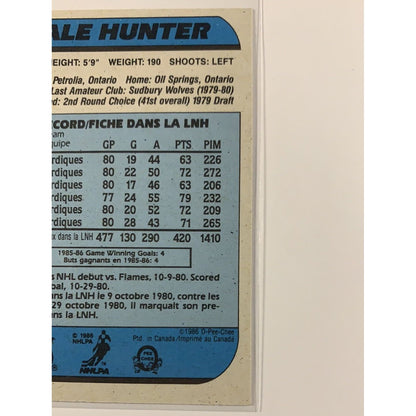 ALE HUNTER
EIGHT: 5'9" WEIGHT: 190 SHOOTS: LEFT
Petrolia, Ontario Home: Oil Springs, Ontario
Last Amateur Club: Sudbury Wolves (1979-80)
d: 2nd Round Choice (41st overall) 1979 Draft
CORD/FICHE DANS LA LNH
am
quipe GP G A PTS PIM
rdiques 80 19 44 63 226
rdiques 80 22 50 72 272
rdiques 80 17 46 63 206
rdiques 77 24 55 79 232
rdiques 80 20 52 72 209
rdiques 80 28 43 71 265
x dans la LNH 477 130 290 420 1410
1985-86 Game Winning Goals: 4
Buts gagnants en 1985-86: 4
s NHL debut vs. Flames, 10-9-80. Scored
oal, 10-29-80.
dans la LNH le 9 octobre 1980, contre les
29 octobre 1980, il marquait son pre-
ans la LNH.
© 1986
NHLPA
NHLPA
O PEE CHEE
© 1986 O-Pee-Chee
Ptd. in Canada/Imprimé au Canada